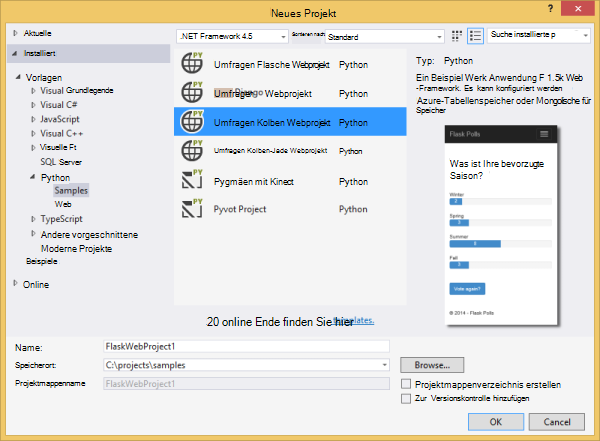 Neues Projekt
Aktuelle
.NET Framework 4.5
Sortieren nach:
Standard
Suche installierte p
Installiert
Vorlagen
Visual Grundlegende
Visual C#
JavaScript
Visual C++
Visuelle Ft
SQL Server
Python
Samples
Web
TypeScript
Andere vorgeschnittene
Moderne Projekte
Beispiele
Online
PY Umfragen Flasche Webprojekt Python
Umfragen Django Webprojekt Python
PY Umfragen Kolben Webprojekt Python
Umfragen Kolben-Jade Webprojekt Python
PY Pygmäen mit Kinect Python
PY Pyvot Project Python
20 online Ende finden Sie hier
templates.
Typ: Python
Ein Beispiel Werk Anwendung F 1.5k Web
-Framework. Es kann konfiguriert werden
Azure-Tabellenspeicher oder Mongolische für
Speicher
Flask Polls
Was ist Ihre bevorzugte
Saison?
Winter
2
Spring
3
Summer
Fall
3
Vote again?
© 2014 - Flask Polls
Name:
FlaskWebProject1
Speicherort:
C:\projects\samples
Browse...
Projektmappenname
FlaskWebProject1
Projektmappenverzeichnis erstellen
Zur Versionskontrolle hinzufügen
OK
Cancel